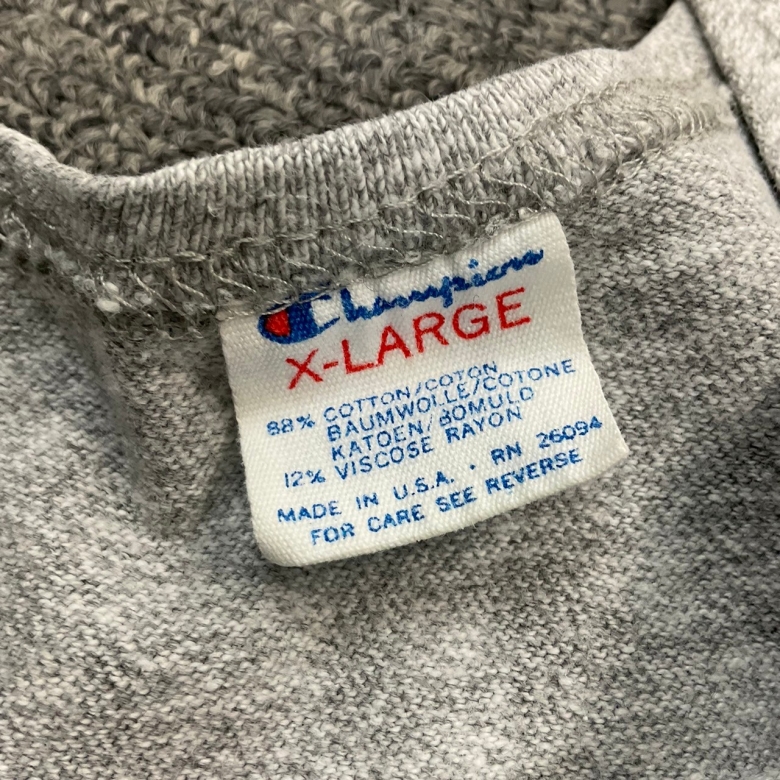 Champion
X-LARGE
88% COTTON/COTON
BAUMWOLLE/COTONE
KATOEN/BOMULD
12% VISCOSE RAYON
MADE IN U.S.A. · RN 26094
FOR CARE SEE REVERSE